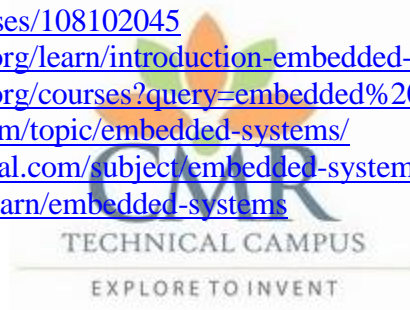 ses/108102045
org/learn/introduction-embedded-
org/courses?query=embedded%20
m/topic/embedded-systems/
al.com/subject/embedded-system
arn/embedded-systems
CMR
TECHNICAL CAMPUS
EXPLORE TO INVENT